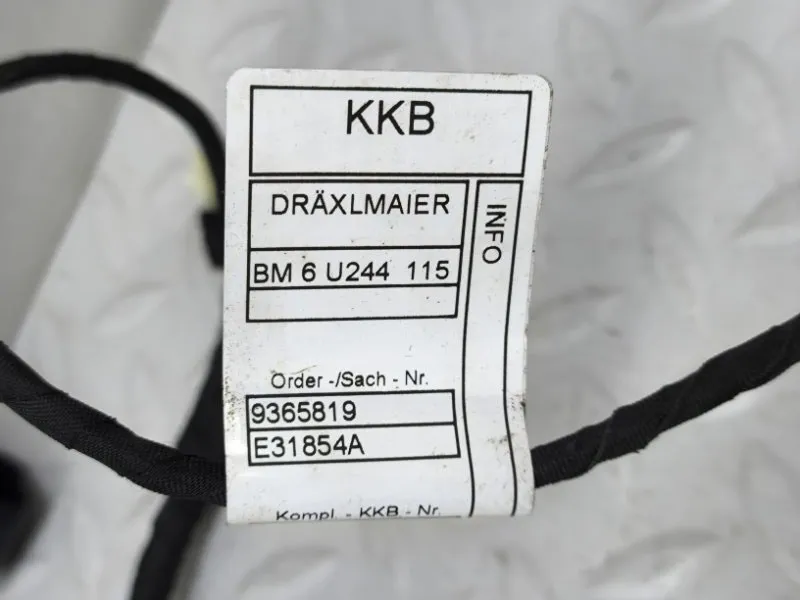 KKB
DRÄXLMAIER
INFO
BM 6 U244 115
Order -/Sach - Nr.
9365819
E31854A
Kompl. - KKB - Nr.